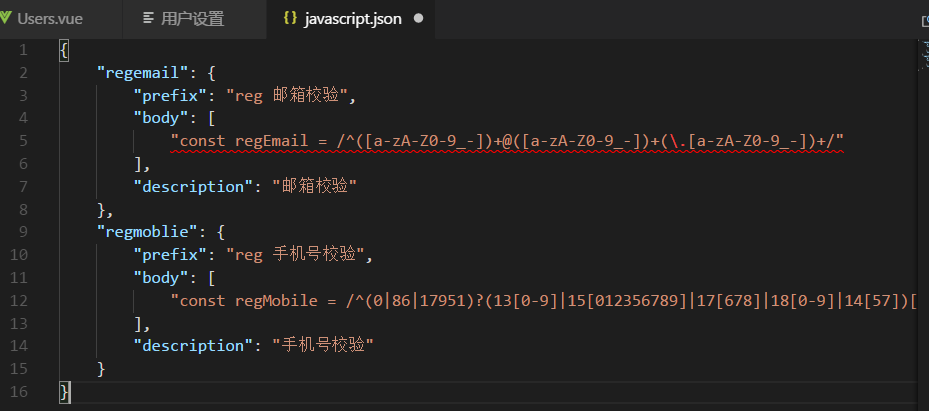 Users.vue 用户设置 {} javascript.json
1 {
2 "regemail": {
3 "prefix": "reg 邮箱校验",
4 "body": [
5 "const regEmail = /^([a-zA-Z0-9_-])+@([a-zA-Z0-9_-])+(\.[a-zA-Z0-9_-])+/"
6 ],
7 "description": "邮箱校验"
8 },
9 "regmoblie": {
10 "prefix": "reg 手机号校验",
11 "body": [
12 "const regMobile = /^(0|86|17951)?(13[0-9]|15[012356789]|17[678]|18[0-9]|14[57])[
13 ],
14 "description": "手机号校验"
15 }
16 }